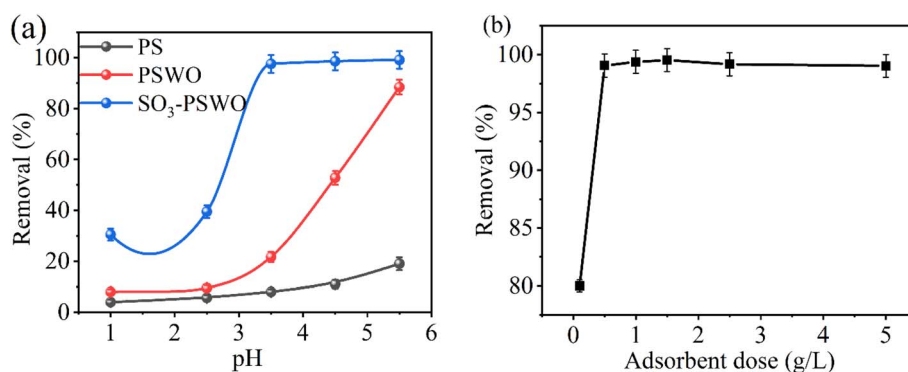 (a)
PS
PSWO
SO₃-PSWO
100
80
60
40
20
0
Removal (%)
1 2 3 4 5 6
pH
(b)
100
95
90
85
80
Removal (%)
0 1 2 3 4 5
Adsorbent dose (g/L)